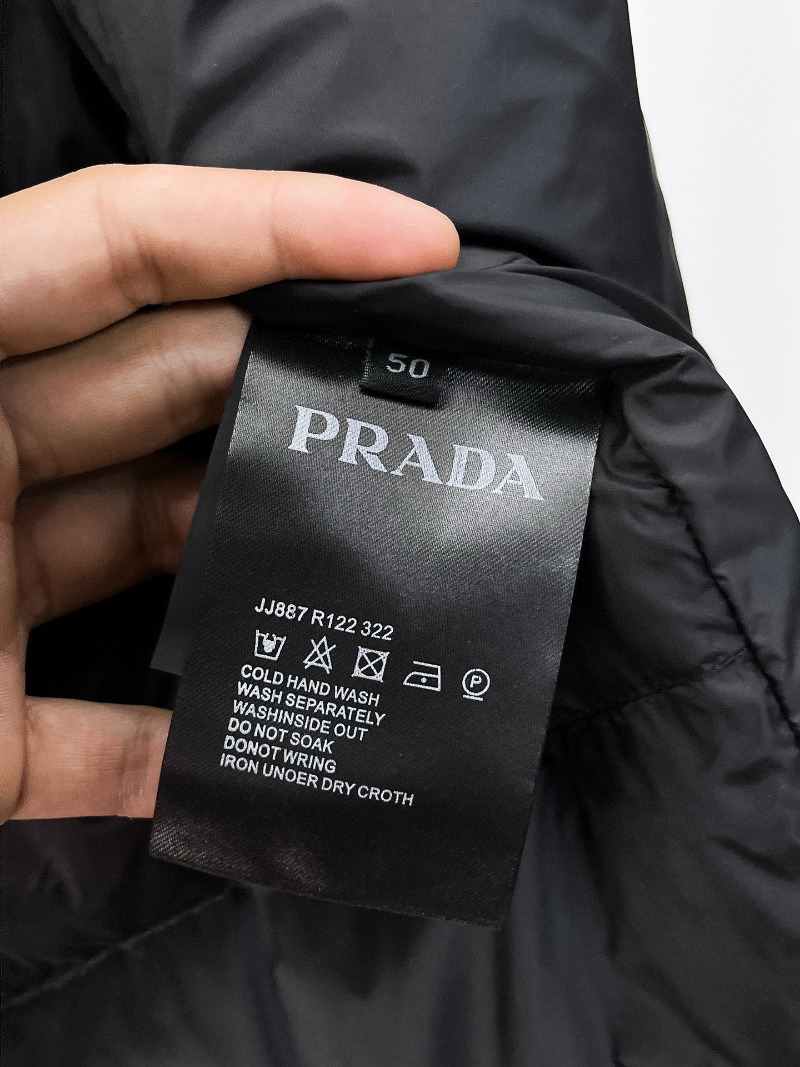 50
PRADA
JJ887 R122 322
P
COLD HAND WASH
WASH SEPARATELY
WASHINSIDE OUT
DO NOT SOAK
DONOT WRING
IRON UNOER DRY CROTH